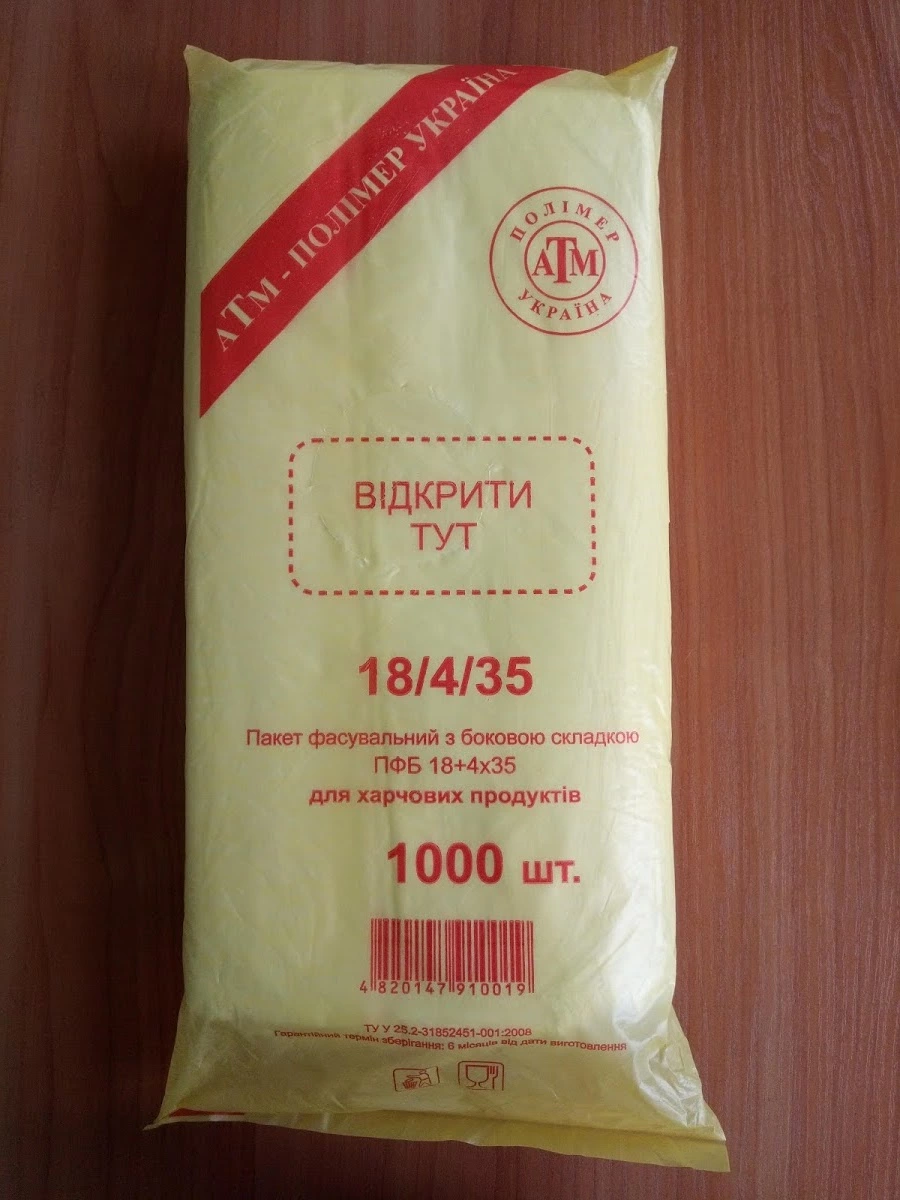 АТМ - ПОЛІМЕР УКРАЇНА
ПОЛІМЕР
АТМ
УКРАЇНА
ВІДКРИТИ
ТУТ
18/4/35
Пакет фасувальний з боковою складкою
ПФБ 18+4х35
для харчових продуктів
1000 шт.
4 820147 910019
ТУ У 25.2-31852451-001:2008
Гарантійний термін зберігання: 6 місяців від дати виготовлення